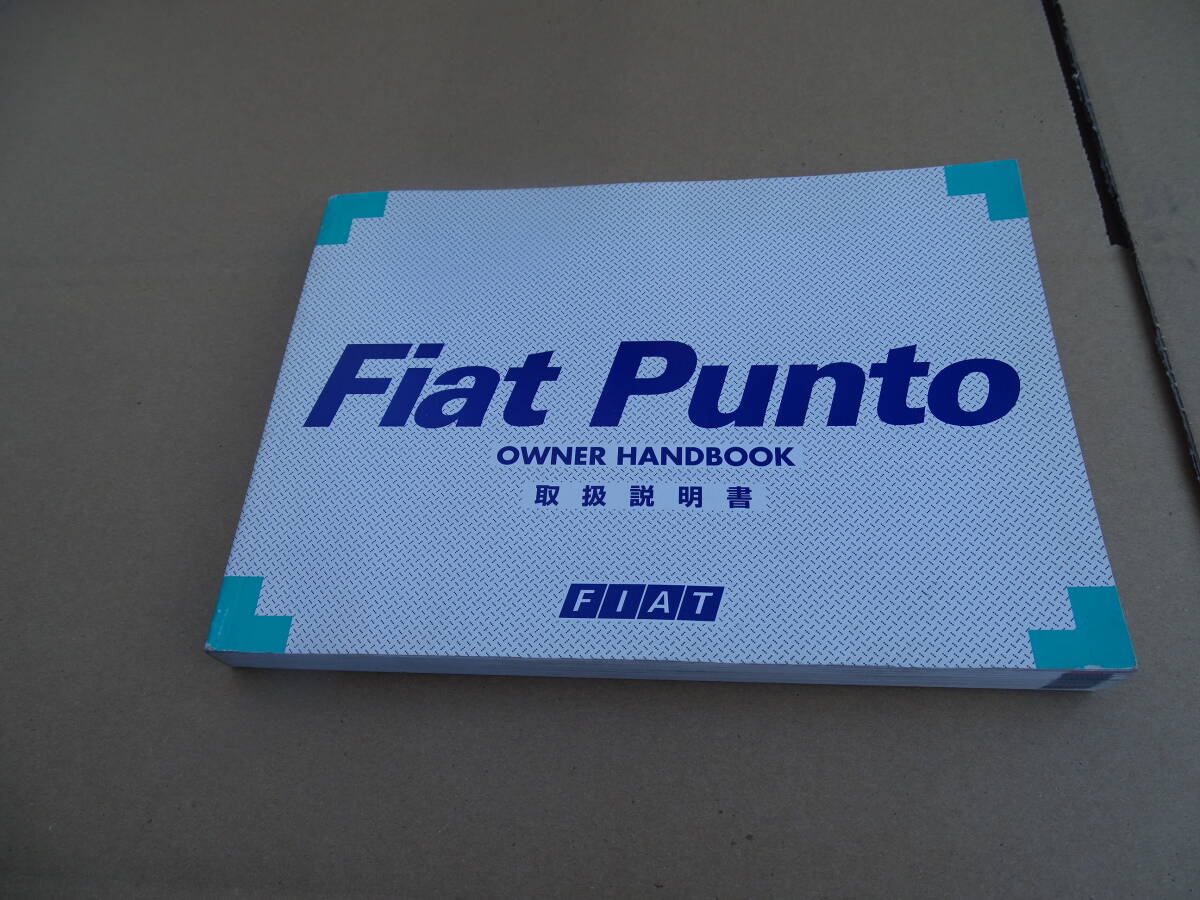 Fiat Punto
OWNER HANDBOOK
取扱説明書
FIAT